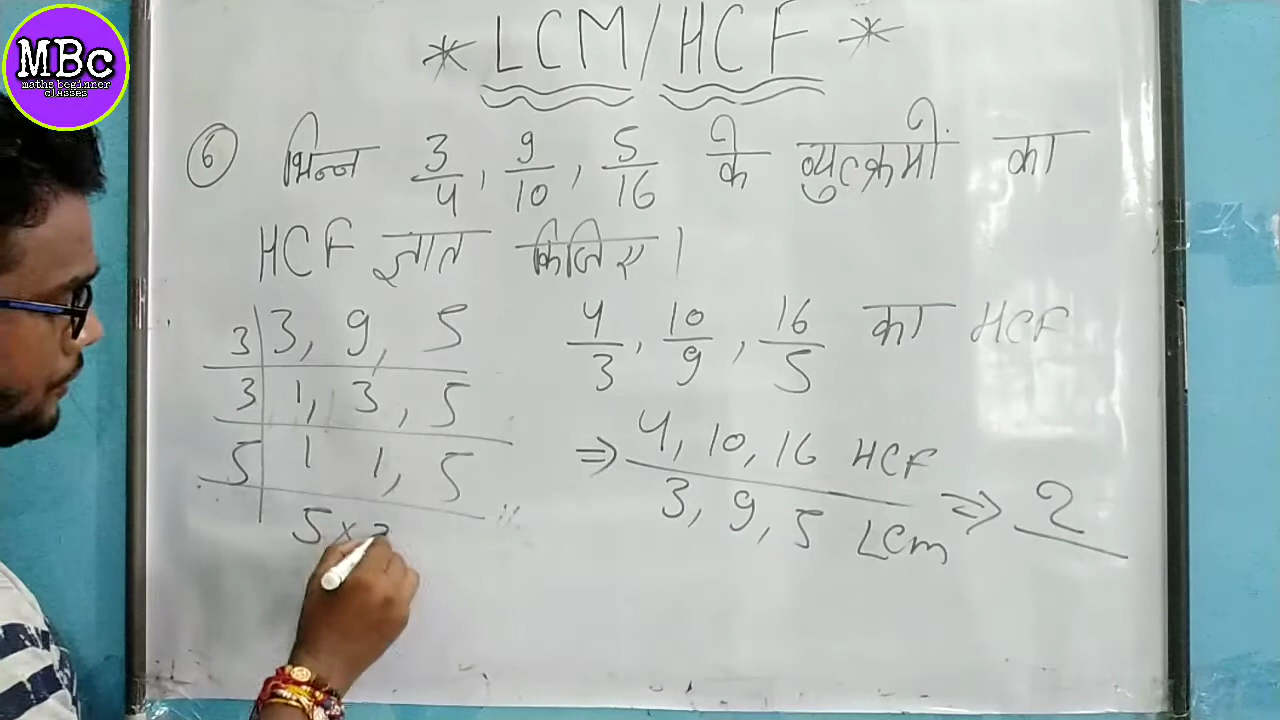 MBc
maths beginner
classes
* LCM/HCF *
6 भिन्न 3/4, 9/10, 5/16 के व्युत्क्रमों का
HCF ज्ञात किजिए।
3 | 3, 9, 5
3 | 1, 3, 5
5 | 1 1, 5
5 ×
4/3, 10/9, 16/5 का HCF
⇒ 4, 10, 16 HCF
3, 9, 5 LCm ⇒ 2